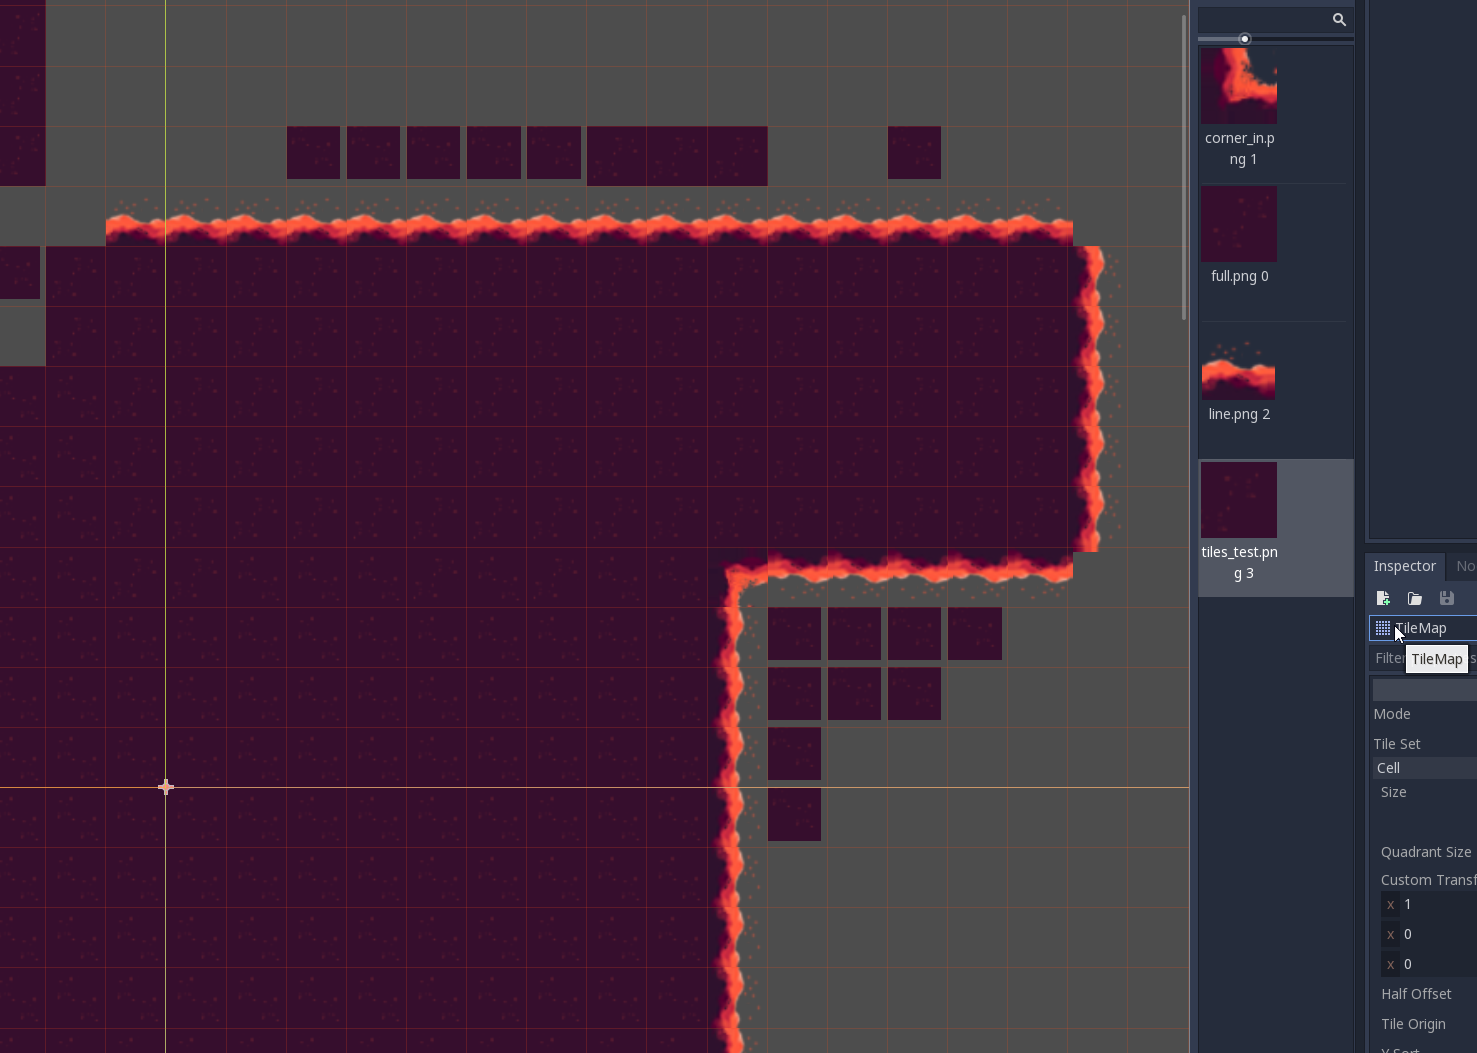 corner_in.p
ng 1
full.png 0
line.png 2
tiles_test.pn
g 3
Inspector
No
TileMap
Filter
s
TileMap
Mode
Tile Set
Cell
Size
Quadrant Size
Custom Transf
x 1
x 0
x 0
Half Offset
Tile Origin
Y Sort